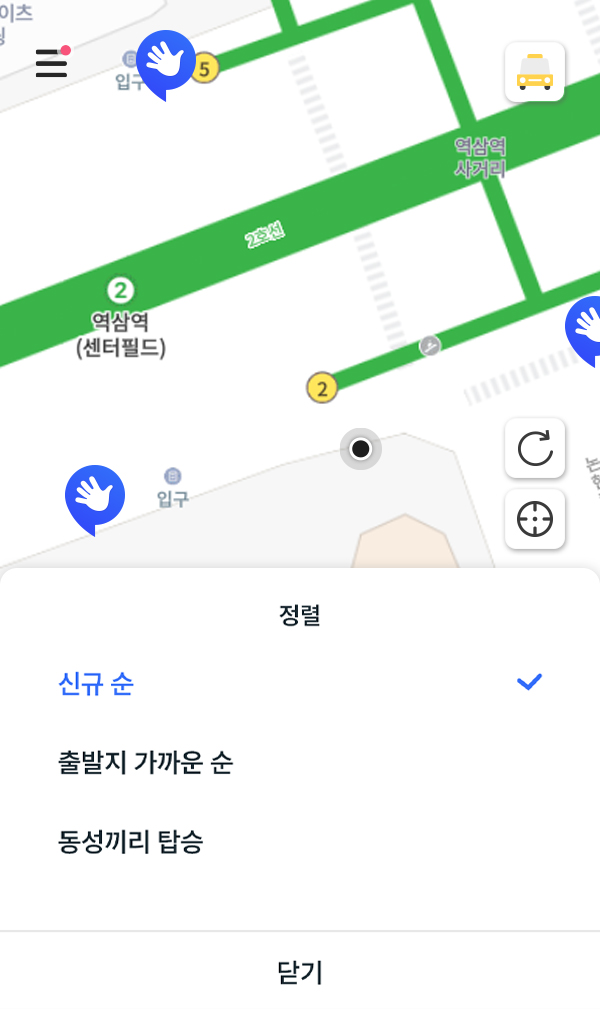 이츠
5
입구
역삼역
사거리
2호선
2
역삼역
(센터필드)
2
입구
논
현
정렬
신규 순
출발지 가까운 순
동성끼리 탑승
닫기